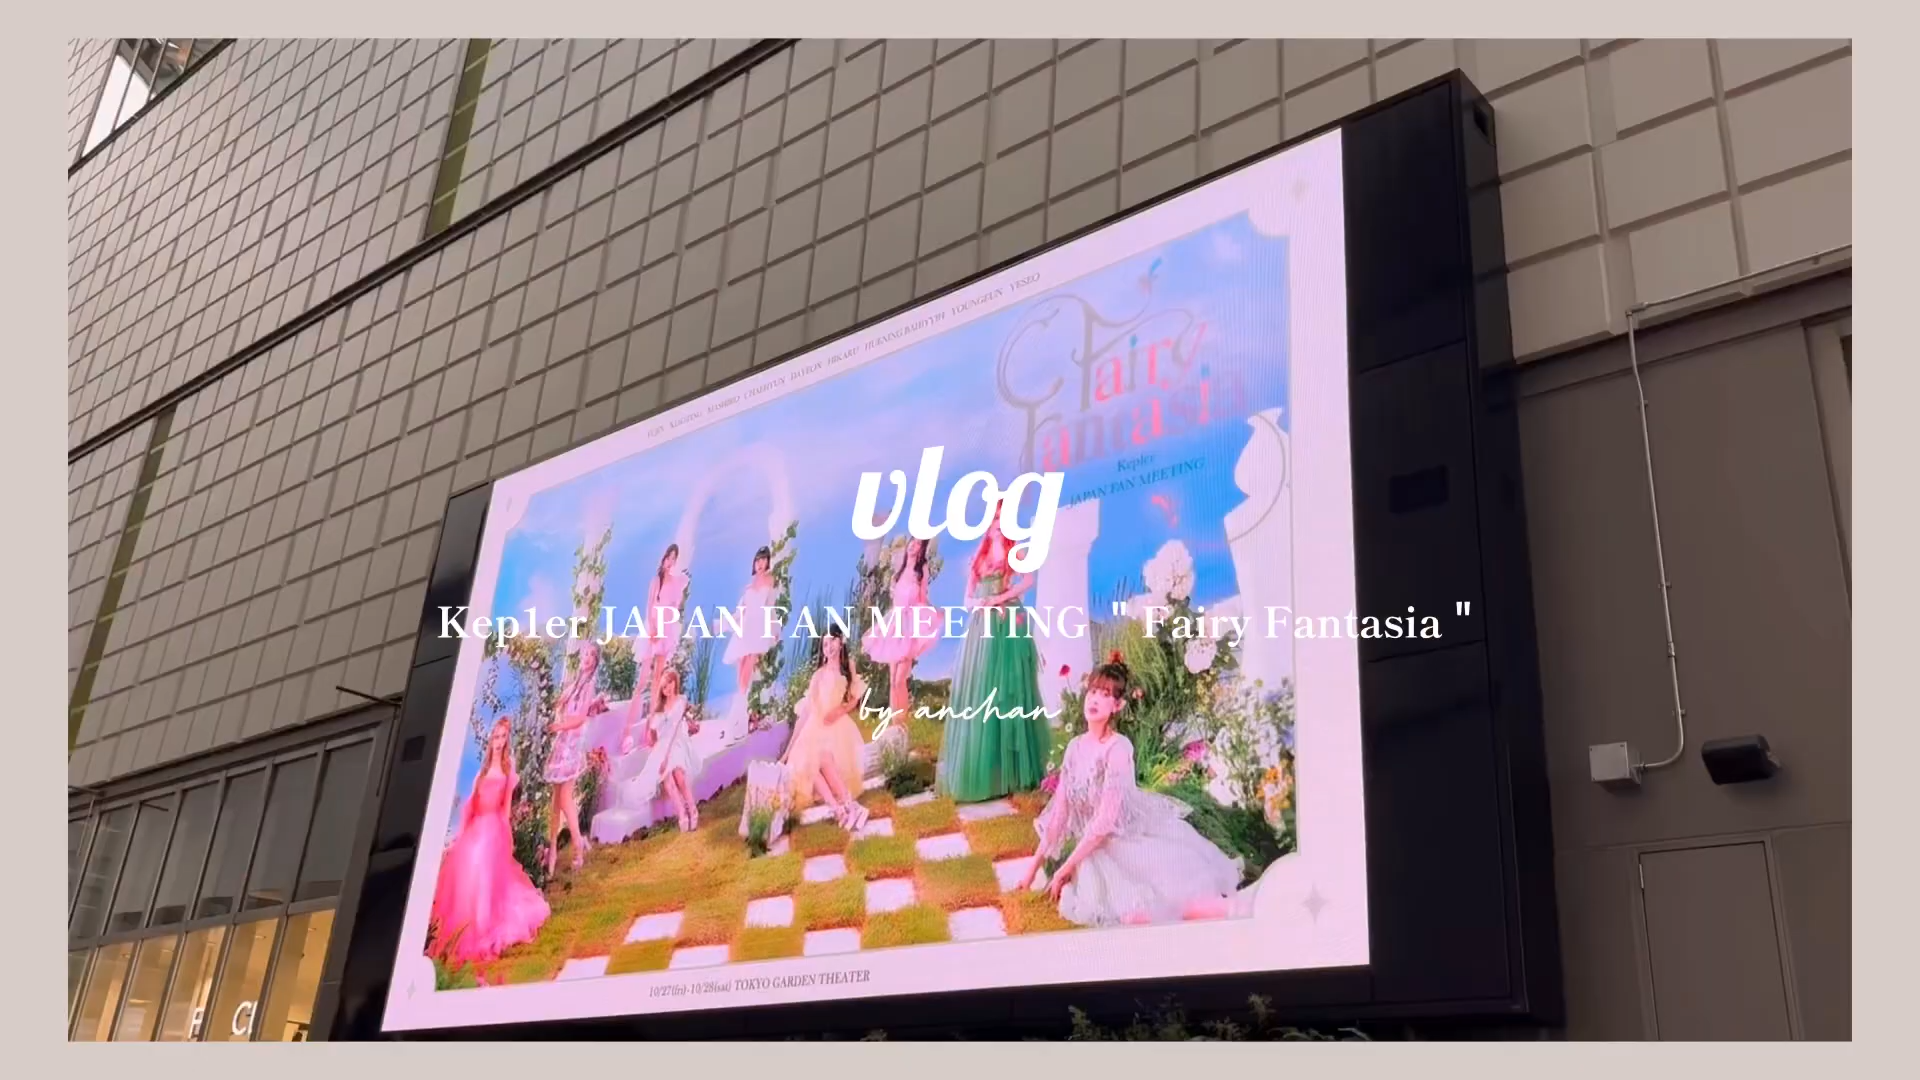 YUJIN XIAOTING MASHIRO CHAEHYUN DAYEON HIKARU HUENING BAHIYYIH YOUNGEUN YESEO
Fairy
Fantasia
Kep1er
JAPAN FAN MEETING
vlog
Kep1er JAPAN FAN MEETING "Fairy Fantasia"
by anchan
10/27(fri)-10/28(sat) TOKYO GARDEN THEATER